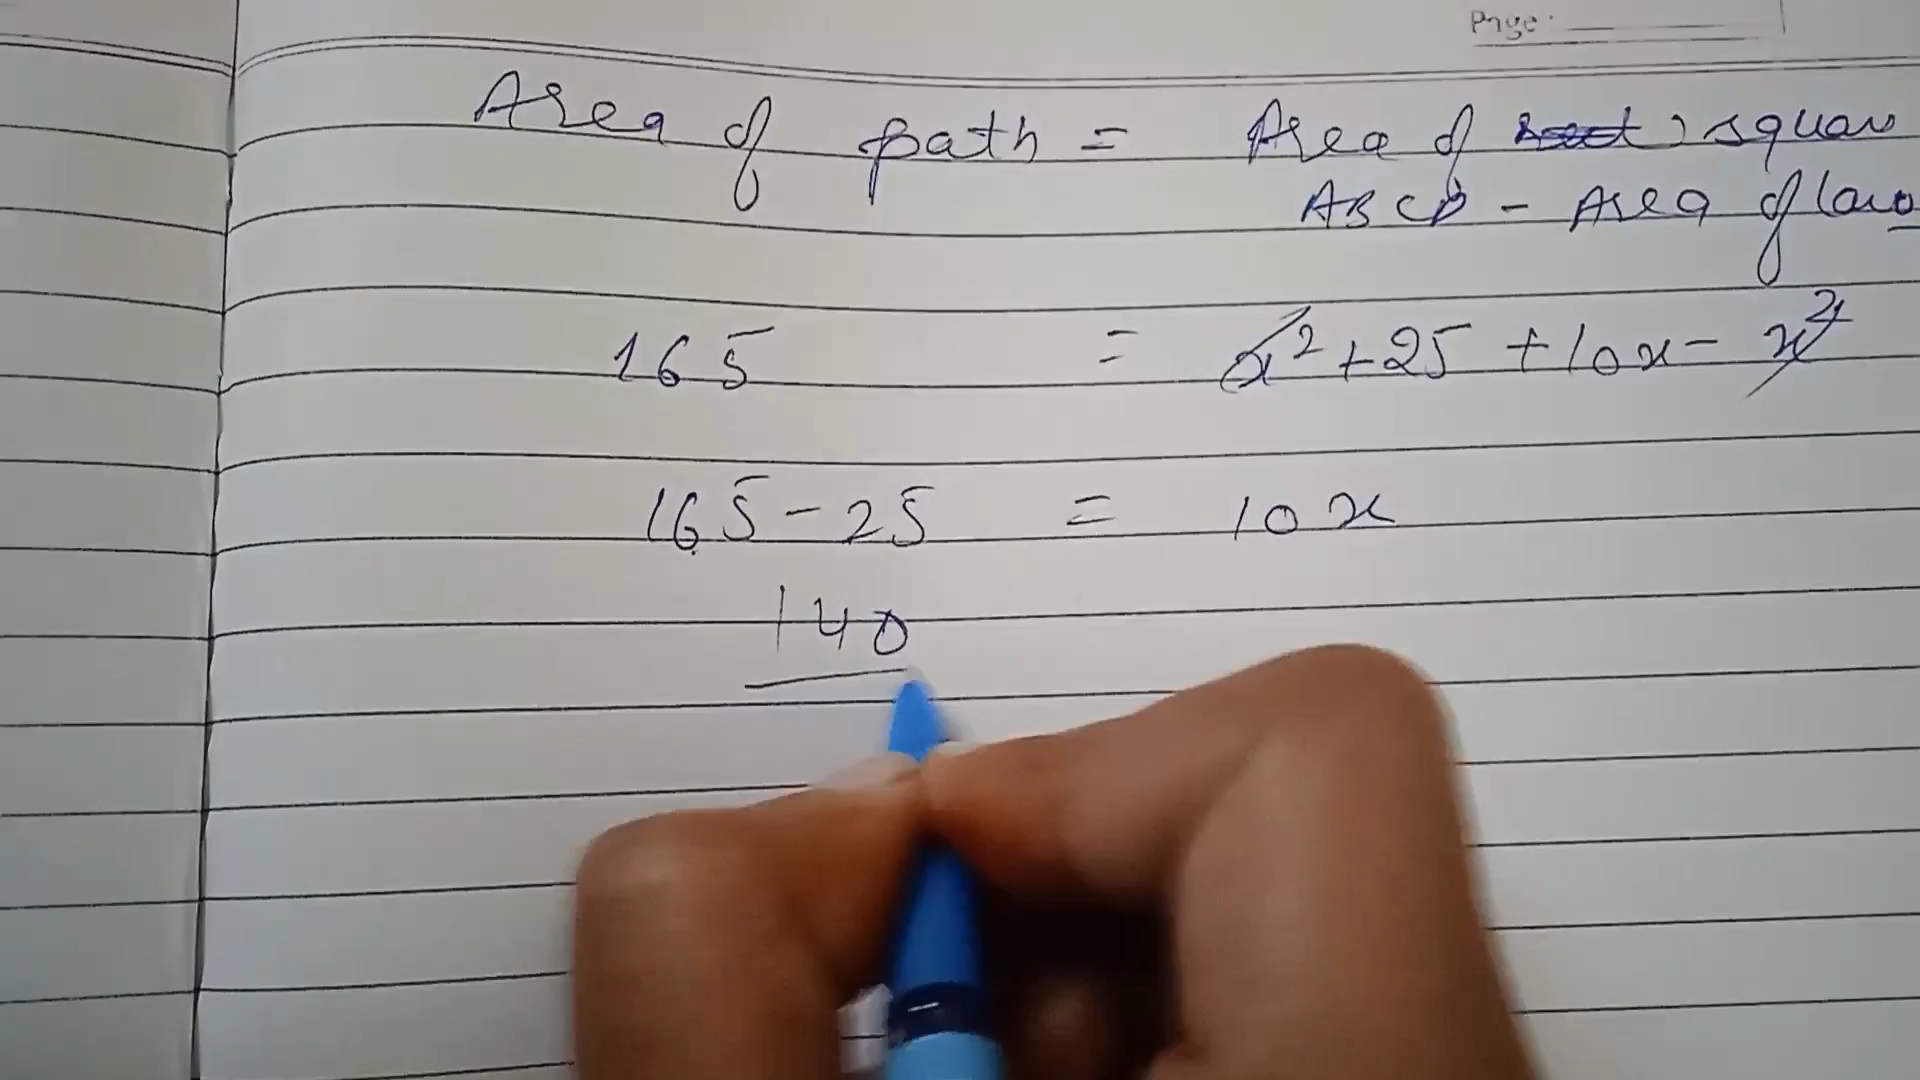 Page:
Area of path = Area of square
ABCD - Area of law
165 = x² + 25 + 10x - x²
165 - 25 = 10x
140